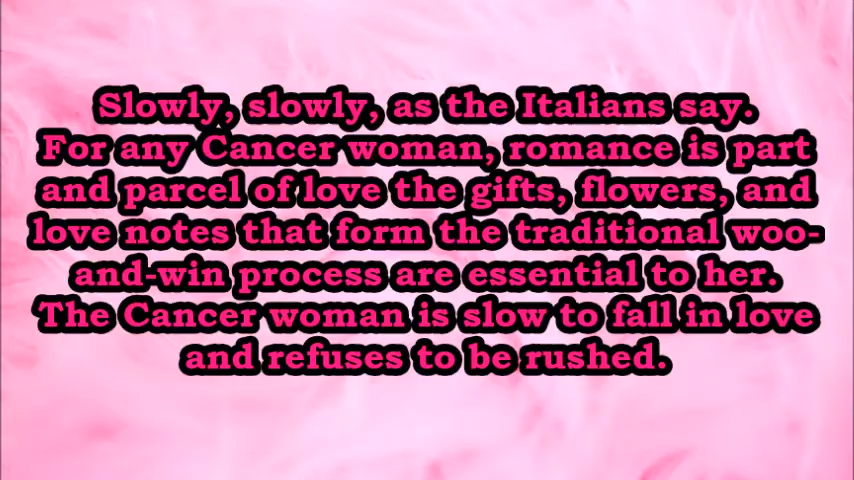 Slowly, slowly, as the Italians say.
For any Cancer woman, romance is part
and parcel of love the gifts, flowers, and
love notes that form the traditional woo-
and-win process are essential to her.
The Cancer woman is slow to fall in love
and refuses to be rushed.